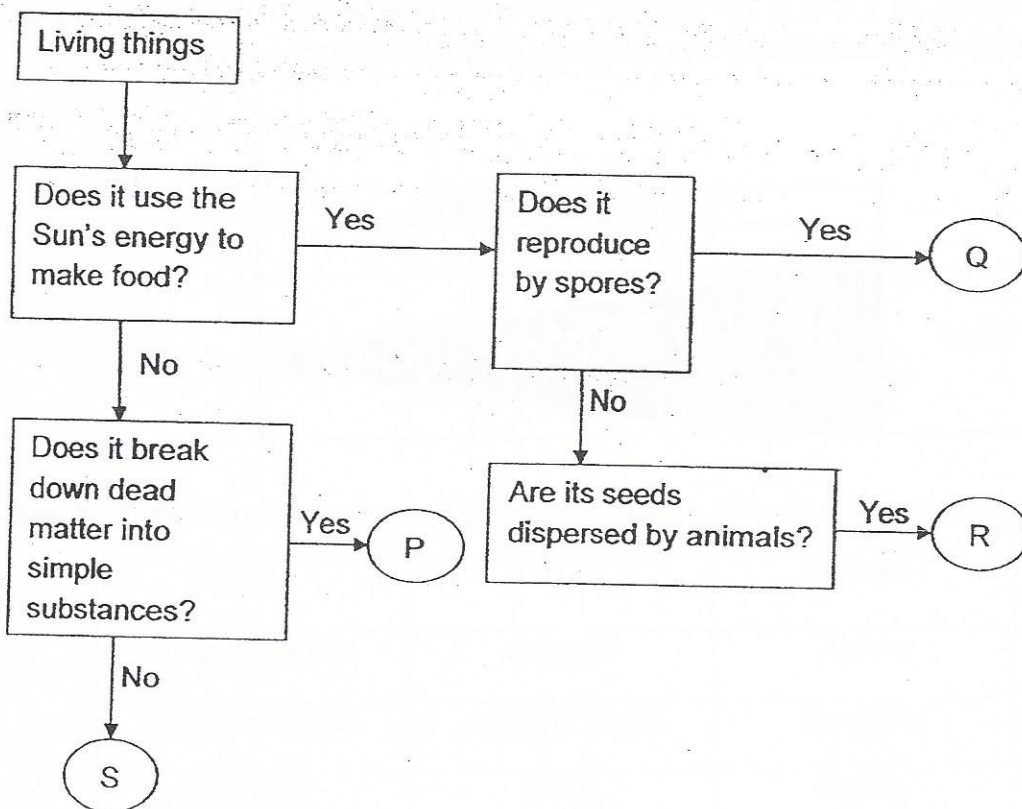 Living things
Does it use the
Sun's energy to
make food?
Yes
Does it
reproduce
by spores?
Yes
Q
No
No
Does it break
down dead
matter into
simple
substances?
Yes
P
Are its seeds
dispersed by animals?
Yes
R
No
S